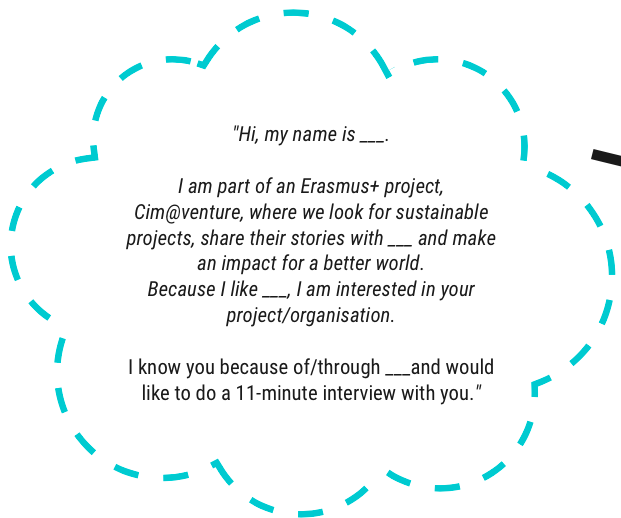 "Hi, my name is ___.
I am part of an Erasmus+ project,
Cim@venture, where we look for sustainable
projects, share their stories with ___ and make
an impact for a better world.
Because I like ___, I am interested in your
project/organisation.
I know you because of/through ___and would
like to do a 11-minute interview with you."